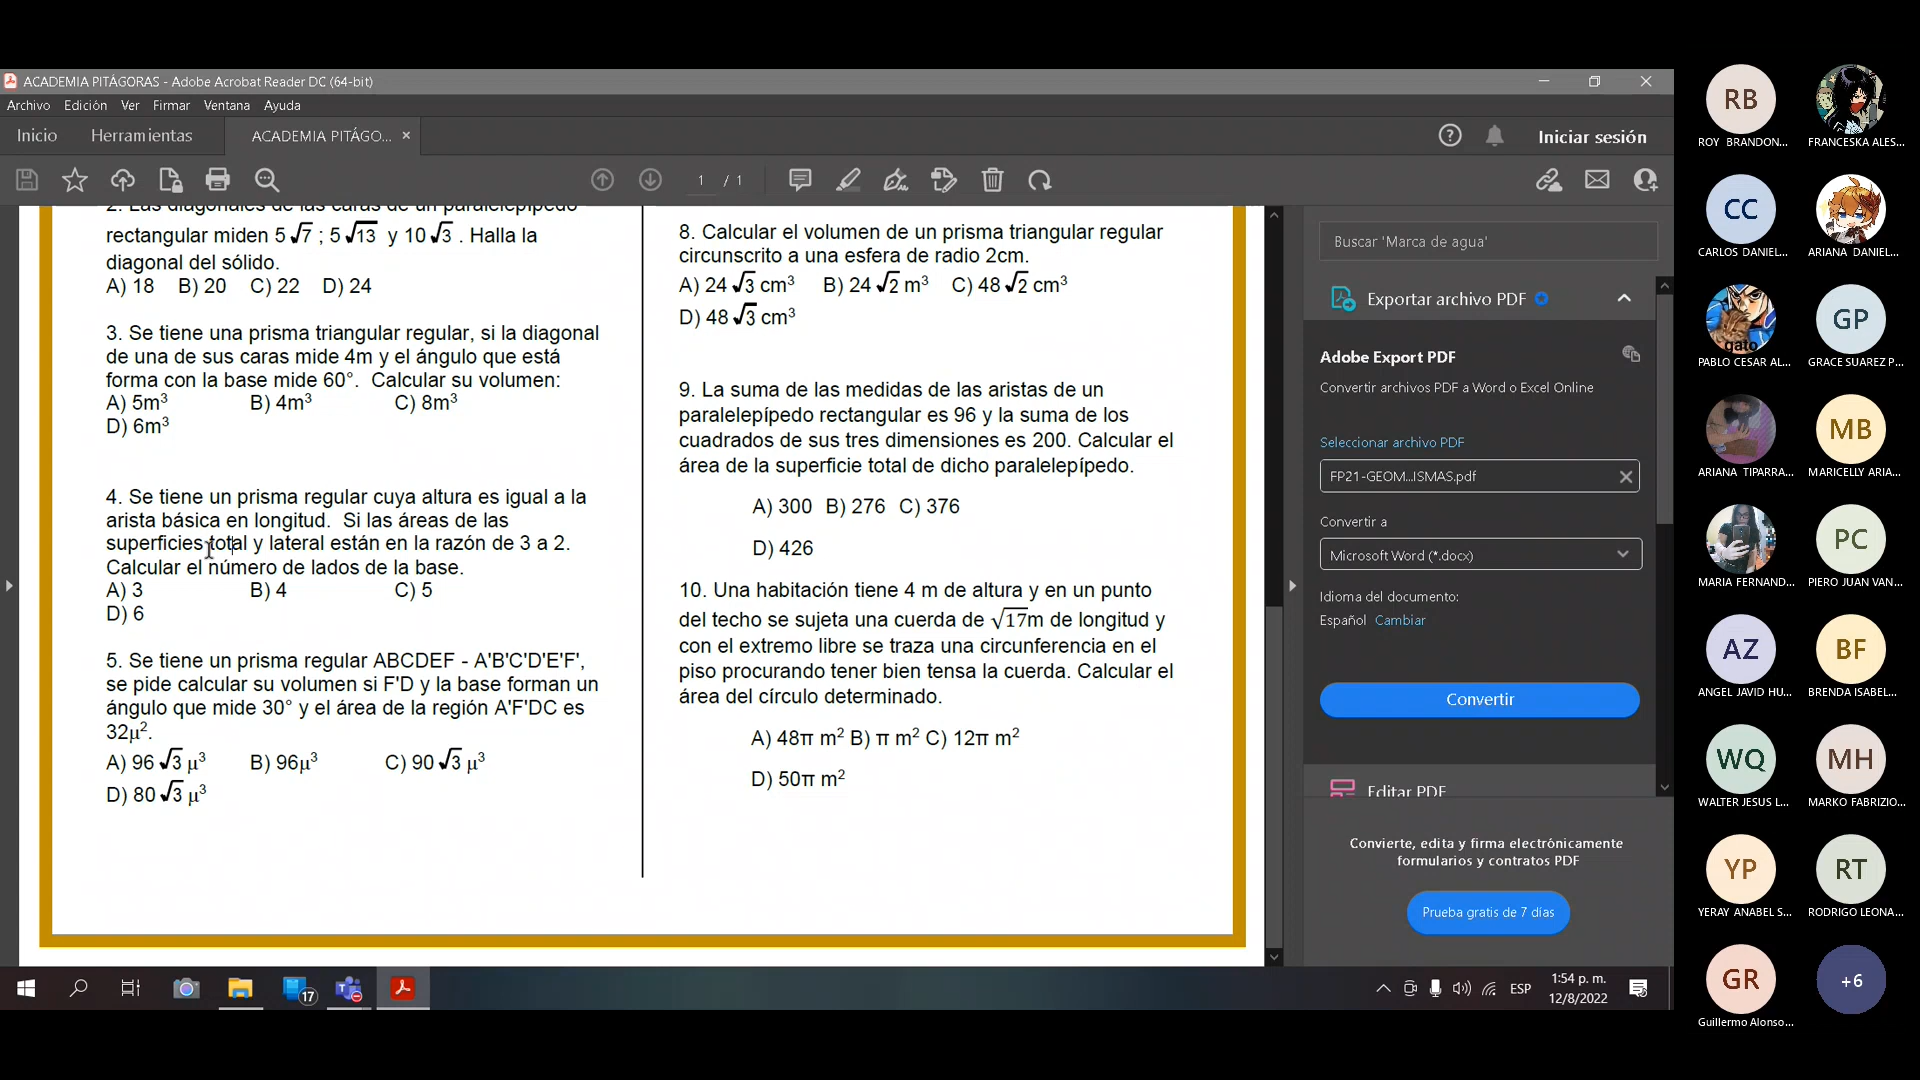 ACADEMIA PITÁGORAS - Adobe Acrobat Reader DC (64-bit)
Archivo Edición Ver Firmar Ventana Ayuda
Inicio Herramientas ACADEMIA PITÁGO... ×
Iniciar sesión
1 / 1
2. Las diagonales de las caras de un paralelepípedo
rectangular miden 5√7 ; 5√13 y 10√3 . Halla la
diagonal del sólido.
A) 18 B) 20 C) 22 D) 24
3. Se tiene una prisma triangular regular, si la diagonal
de una de sus caras mide 4m y el ángulo que está
forma con la base mide 60°. Calcular su volumen:
A) 5m³ B) 4m³ C) 8m³
D) 6m³
4. Se tiene un prisma regular cuya altura es igual a la
arista básica en longitud. Si las áreas de las
superficies total y lateral están en la razón de 3 a 2.
Calcular el número de lados de la base.
A) 3 B) 4 C) 5
D) 6
5. Se tiene un prisma regular ABCDEF - A'B'C'D'E'F',
se pide calcular su volumen si F'D y la base forman un
ángulo que mide 30° y el área de la región A'F'DC es
32µ².
A) 96√3 µ³ B) 96µ³ C) 90√3 µ³
D) 80√3 µ³
8. Calcular el volumen de un prisma triangular regular
circunscrito a una esfera de radio 2cm.
A) 24√3 cm³ B) 24√2 m³ C) 48√2 cm³
D) 48√3 cm³
9. La suma de las medidas de las aristas de un
paralelepípedo rectangular es 96 y la suma de los
cuadrados de sus tres dimensiones es 200. Calcular el
área de la superficie total de dicho paralelepípedo.
A) 300 B) 276 C) 376
D) 426
10. Una habitación tiene 4 m de altura y en un punto
del techo se sujeta una cuerda de √17m de longitud y
con el extremo libre se traza una circunferencia en el
piso procurando tener bien tensa la cuerda. Calcular el
área del círculo determinado.
A) 48π m² B) π m² C) 12π m²
D) 50π m²
Buscar 'Marca de agua'
Exportar archivo PDF
Adobe Export PDF
Convertir archivos PDF a Word o Excel Online
Seleccionar archivo PDF
FP21-GEOM...ISMAS.pdf
Convertir a
Microsoft Word (*.docx)
Idioma del documento:
Español Cambiar
Convertir
Editar PDF
Convierte, edita y firma electrónicamente
formularios y contratos PDF
Prueba gratis de 7 días
17
ESP
1:54 p. m.
12/8/2022
RB
ROY BRANDON... FRANCESKA ALES...
CC
CARLOS DANIEL... ARIANA DANIEL...
gato GP
PABLO CESAR AL... GRACE SUAREZ P...
MB
ARIANA TIPARRA... MARICELLY ARIA...
PC
MARIA FERNAND... PIERO JUAN VAN...
AZ BF
ANGEL JAVID HU... BRENDA ISABEL...
WQ MH
WALTER JESUS L... MARKO FABRIZIO...
YP RT
YERAY ANABEL S... RODRIGO LEONA...
GR +6
Guillermo Alonso...